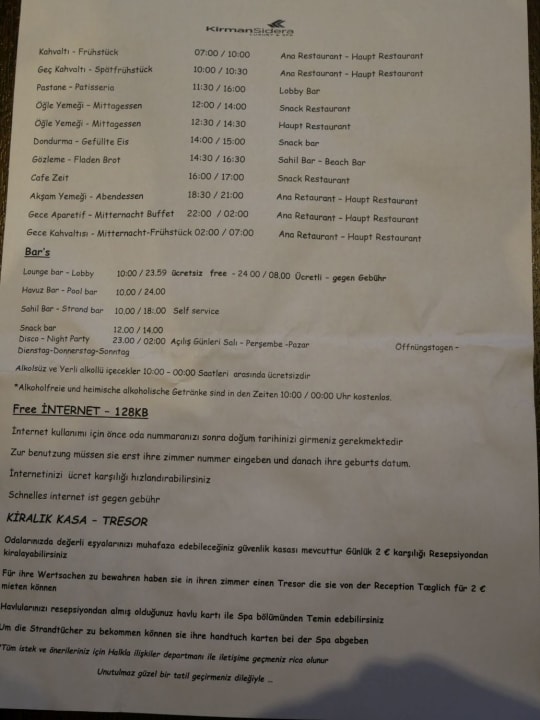 KirmanSidera
LUXURY & SPA
Kahvaltı - Frühstück 07:00 / 10:00 Ana Restaurant - Haupt Restaurant
Geç Kahvaltı - Spätfrühstück 10:00 / 10:30 Ana Restaurant - Haupt Restaurant
Pastane - Patisseria 11:30 / 16:00 Lobby Bar
Öğle Yemeği - Mittagessen 12:00 / 14:00 Snack Restaurant
Öğle Yemeği - Mittagessen 12:30 / 14:30 Haupt Restaurant
Dondurma - Gefüllte Eis 14:00 / 15:00 Snack bar
Gözleme - Fladen Brot 14:30 / 16:30 Sahil Bar - Beach Bar
Cafe Zeit 16:00 / 17:00 Snack Restaurant
Akşam Yemeği - Abendessen 18:30 / 21:00 Ana Retaurant - Haupt Restaurant
Gece Aparetif - Mitternacht Buffet 22:00 / 02:00 Ana Retaurant - Haupt Restaurant
Gece Kahvaltısı - Mitternacht-Frühstück 02:00 / 07:00 Ana Retaurant - Haupt Restaurant
Bar's
Lounge bar - Lobby 10:00 / 23.59 ücretsiz free - 24 00 / 08.00 Ücretli - gegen Gebühr
Havuz Bar - Pool bar 10.00 / 24.00
Sahil Bar - Strand bar 10.00 / 18:00 Self service
Snack bar 12.00 / 14.00
Disco - Night Party 23.00 / 02.00 Açılış Günleri Salı - Perşembe -Pazar Öffnungstagen -
Dienstag-Donnerstag-Sonntag
Alkolsüz ve Yerli alkollü içecekler 10:00 - 00:00 Saatleri arasında ücretsizdir
*Alkoholfreie und heimische alkoholische Getränke sind in den Zeiten 10:00 / 00:00 Uhr kostenlos.
Free İNTERNET - 128KB
İnternet kullanımı için önce oda nummaranızı sonra doğum tarihinizi girmeniz gerekmektedir
Zur benutzung müssen sie erst ihre zimmer nummer eingeben und danach ihre geburts datum.
İnternetinizi ücret karşılığı hızlandırabilirsiniz
Schnelles internet ist gegen gebühr
KİRALIK KASA - TRESOR
Odalarınızda değerli eşyalarınızı muhafaza edebileceğiniz güvenlik kasası mevcuttur Günlük 2 € karşılığı Resepsiyondan
kiralayabilirsiniz
Für ihre Wertsachen zu bewahren haben sie in ihren zimmer einen Tresor die sie von der Reception Tæglich für 2 €
mieten können
Havlularınızı resepsiyondan almış olduğunuz havlu kartı ile Spa bölümünden Temin edebilirsiniz
Um die Strandtücher zu bekommen können sie ihre handtuch karten bei der Spa abgeben
*Tüm istek ve önerileriniz için Halkla ilişkiler departmanı ile iletişime geçmeniz rica olunur
Unutulmaz güzel bir tatil geçirmeniz dileğiyle ...